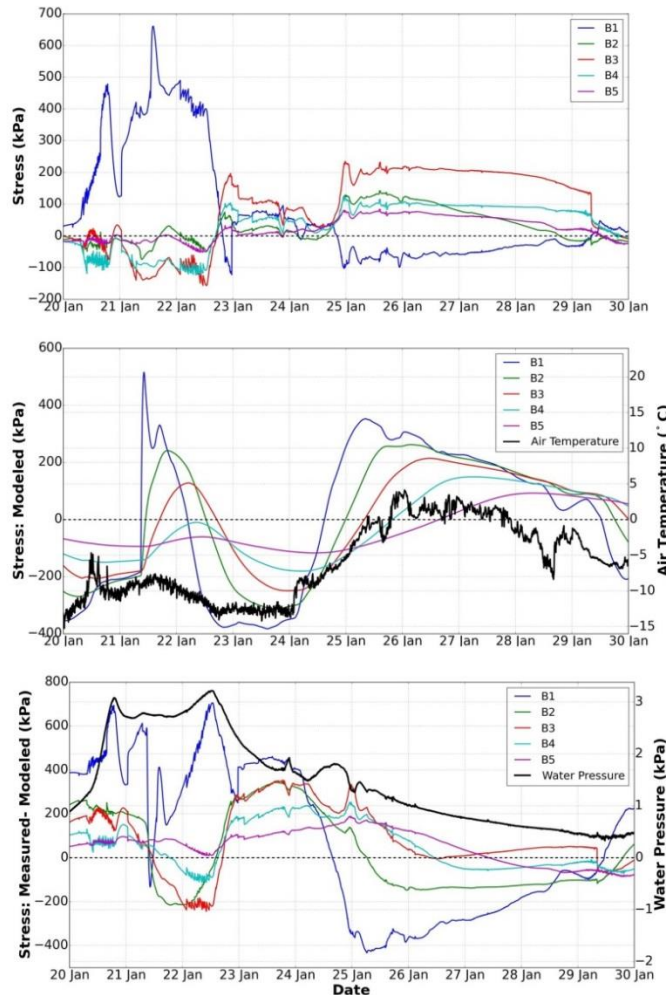 700
600
500
400
300
200
100
0
−100
−200
Stress (kPa)
B1
B2
B3
B4
B5
20 Jan 21 Jan 22 Jan 23 Jan 24 Jan 25 Jan 26 Jan 27 Jan 28 Jan 29 Jan 30 Jan
600
400
200
0
−200
−400
Stress: Modeled (kPa)
B1
B2
B3
B4
B5
Air Temperature
20
15
10
5
0
−5
−10
−15
Air Temperature (°C)
20 Jan 21 Jan 22 Jan 23 Jan 24 Jan 25 Jan 26 Jan 27 Jan 28 Jan 29 Jan 30 Jan
800
600
400
200
0
−200
−400
Stress: Measured- Modeled (kPa)
B1
B2
B3
B4
B5
Water Pressure
3
2
1
0
−1
−2
Water Pressure (kPa)
20 Jan 21 Jan 22 Jan 23 Jan 24 Jan 25 Jan 26 Jan 27 Jan 28 Jan 29 Jan 30 Jan
Date